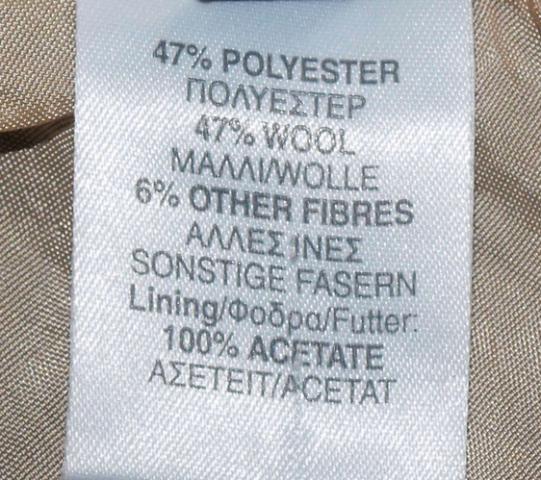 47% POLYESTER
ΠΟΛΥΕΣΤΕΡ
47% WOOL
ΜΑΛΛΙ/WOLLE
6% OTHER FIBRES
ΑΛΛΕΣ ΙΝΕΣ
SONSTIGE FASERN
Lining/Φοδρα/Futter:
100% ACETATE
ΑΣΕΤΕΙΤ/ACETAT